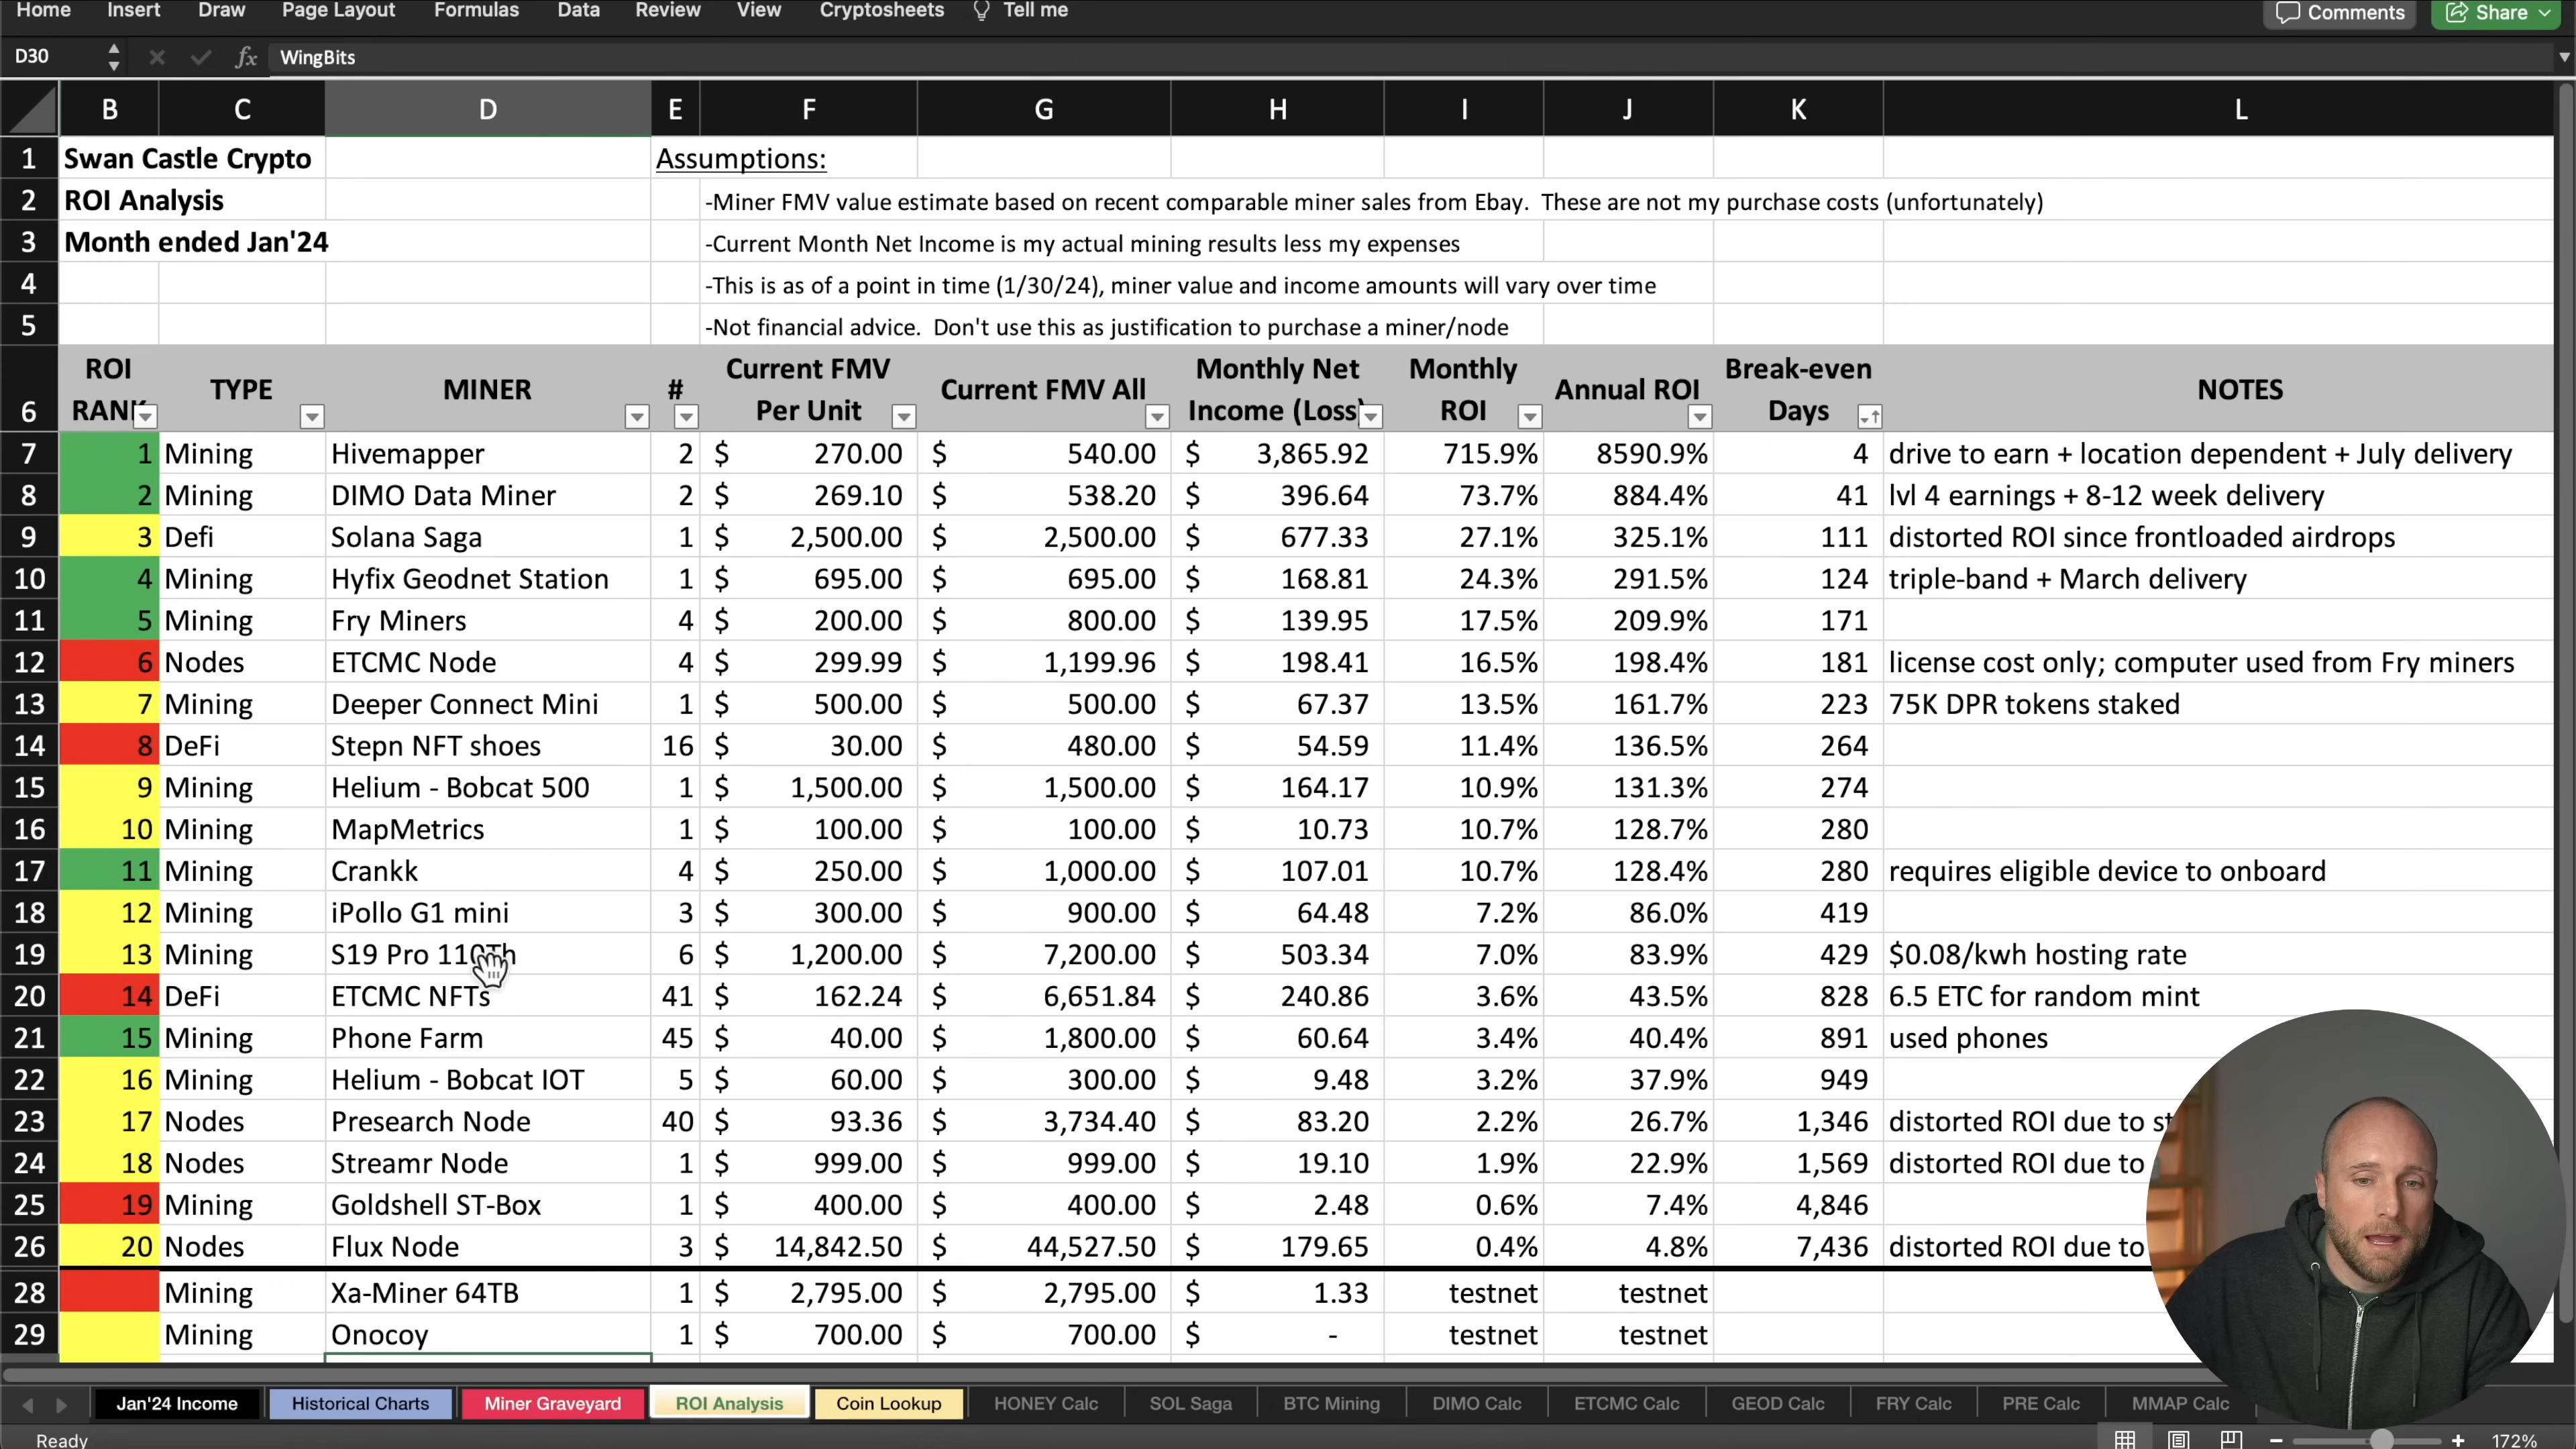 Home Insert Draw Page Layout Formulas Data Review View Cryptosheets Tell me Comments Share
D30 fx WingBits
B C D E F G H I J K L
1 Swan Castle Crypto Assumptions:
2 ROI Analysis -Miner FMV value estimate based on recent comparable miner sales from Ebay. These are not my purchase costs (unfortunately)
3 Month ended Jan'24 -Current Month Net Income is my actual mining results less my expenses
4 -This is as of a point in time (1/30/24), miner value and income amounts will vary over time
5 -Not financial advice. Don't use this as justification to purchase a miner/node
ROI Current FMV Monthly Net Monthly Break-even
TYPE MINER # Current FMV All Annual ROI NOTES
6 RANK Per Unit Income (Loss) ROI Days
7 1 Mining Hivemapper 2 $ 270.00 $ 540.00 $ 3,865.92 715.9% 8590.9% 4 drive to earn + location dependent + July delivery
8 2 Mining DIMO Data Miner 2 $ 269.10 $ 538.20 $ 396.64 73.7% 884.4% 41 lvl 4 earnings + 8-12 week delivery
9 3 Defi Solana Saga 1 $ 2,500.00 $ 2,500.00 $ 677.33 27.1% 325.1% 111 distorted ROI since frontloaded airdrops
10 4 Mining Hyfix Geodnet Station 1 $ 695.00 $ 695.00 $ 168.81 24.3% 291.5% 124 triple-band + March delivery
11 5 Mining Fry Miners 4 $ 200.00 $ 800.00 $ 139.95 17.5% 209.9% 171
12 6 Nodes ETCMC Node 4 $ 299.99 $ 1,199.96 $ 198.41 16.5% 198.4% 181 license cost only; computer used from Fry miners
13 7 Mining Deeper Connect Mini 1 $ 500.00 $ 500.00 $ 67.37 13.5% 161.7% 223 75K DPR tokens staked
14 8 DeFi Stepn NFT shoes 16 $ 30.00 $ 480.00 $ 54.59 11.4% 136.5% 264
15 9 Mining Helium - Bobcat 500 1 $ 1,500.00 $ 1,500.00 $ 164.17 10.9% 131.3% 274
16 10 Mining MapMetrics 1 $ 100.00 $ 100.00 $ 10.73 10.7% 128.7% 280
17 11 Mining Crankk 4 $ 250.00 $ 1,000.00 $ 107.01 10.7% 128.4% 280 requires eligible device to onboard
18 12 Mining iPollo G1 mini 3 $ 300.00 $ 900.00 $ 64.48 7.2% 86.0% 419
19 13 Mining S19 Pro 110Th 6 $ 1,200.00 $ 7,200.00 $ 503.34 7.0% 83.9% 429 $0.08/kwh hosting rate
20 14 DeFi ETCMC NFTs 41 $ 162.24 $ 6,651.84 $ 240.86 3.6% 43.5% 828 6.5 ETC for random mint
21 15 Mining Phone Farm 45 $ 40.00 $ 1,800.00 $ 60.64 3.4% 40.4% 891 used phones
22 16 Mining Helium - Bobcat IOT 5 $ 60.00 $ 300.00 $ 9.48 3.2% 37.9% 949
23 17 Nodes Presearch Node 40 $ 93.36 $ 3,734.40 $ 83.20 2.2% 26.7% 1,346 distorted ROI due to
24 18 Nodes Streamr Node 1 $ 999.00 $ 999.00 $ 19.10 1.9% 22.9% 1,569 distorted ROI due to
25 19 Mining Goldshell ST-Box 1 $ 400.00 $ 400.00 $ 2.48 0.6% 7.4% 4,846
26 20 Nodes Flux Node 3 $ 14,842.50 $ 44,527.50 $ 179.65 0.4% 4.8% 7,436 distorted ROI due to
28 Mining Xa-Miner 64TB 1 $ 2,795.00 $ 2,795.00 $ 1.33 testnet testnet
29 Mining Onocoy 1 $ 700.00 $ 700.00 $ - testnet testnet
Jan'24 Income Historical Charts Miner Graveyard ROI Analysis Coin Lookup HONEY Calc SOL Saga BTC Mining DIMO Calc ETCMC Calc GEOD Calc FRY Calc PRE Calc MMAP Calc
Ready 172%